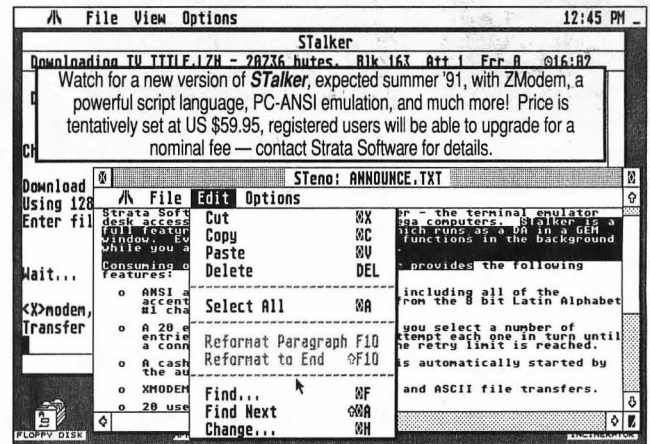 File View Options 12:45 PM
STalker
Downloading TV TITLE.LZH - 20736 bytes. Blk 163 Att 1 Err 0 16:02
Watch for a new version of STalker, expected summer '91, with ZModem, a
powerful script language, PC-ANSI emulation, and much more! Price is
tentatively set at US $59.95, registered users will be able to upgrade for a
nominal fee — contact Strata Software for details.
STeno: ANNOUNCE.TXT
File Edit Options
Download
Using 128
Enter fil
Wait...
<X>modem,
Transfer
Cut X
Copy C
Paste V
Delete DEL
Select All A
Reformat Paragraph F10
Reformat to End ⇧F10
Find... F
Find Next ⇧A
Change... H
Strata Soft er - the terminal emulator
desk access ega computers. STalker is a
full featur hich runs as a DA in a GEM
window. Ev functions in the background
while you a
Consuming o provides the following
features:
o ANSI a including all of the
accent from the 8 bit Latin Alphabet
#1 cha
o A 20 e you select a number of
entrie ttempt each one in turn until
a conn he retry limit is reached.
o A cash is automatically started by
the au
o XMODEM and ASCII file transfers.
o 20 use
FLOPPY DISK